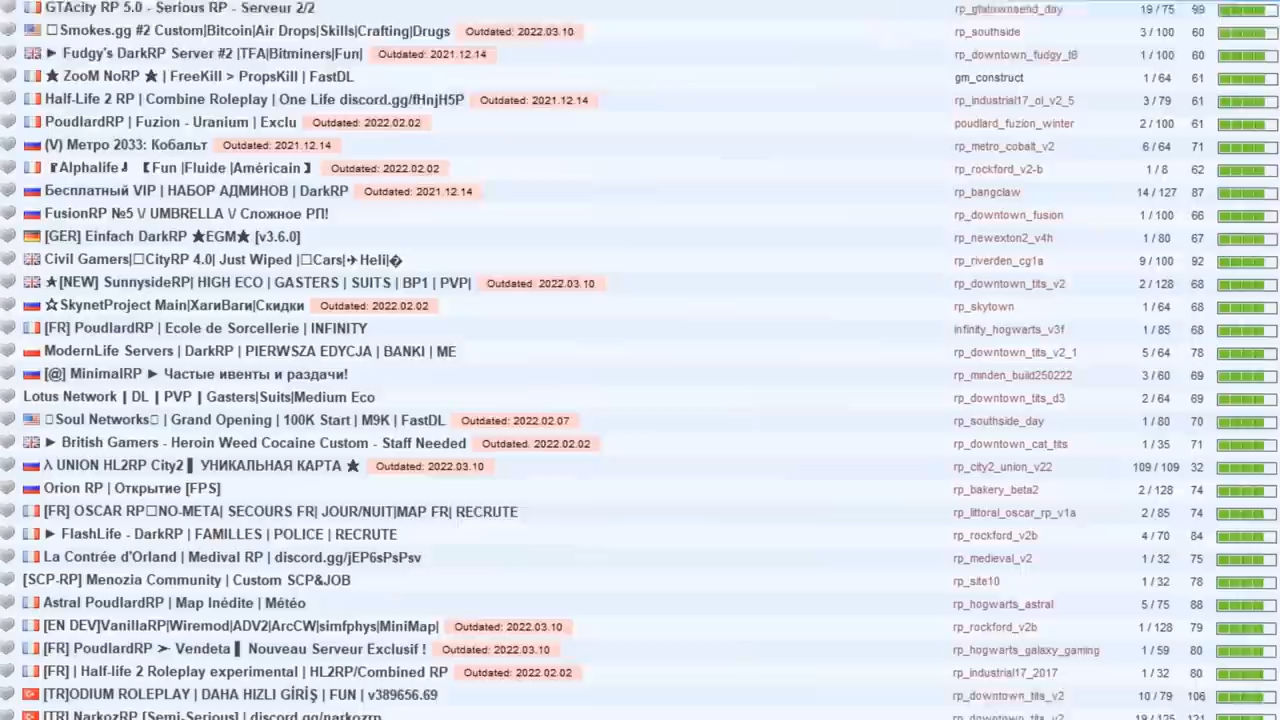 GTAcity RP 5.0 - Serious RP - Serveur 2/2 19 / 75 99
Smolegg #2 Custom|Bitcoin|Drops|Skills|Crafting|Drugs Outdated: 2022.03.10 rp_southside 3 / 100 60
► Fudgy's DarkRP Server #2 |TFA|Printers|Fun| Outdated: 2021.12.14 rp_downtown_fudgy_t6 1 / 100 60
★ ZooM NoRP ★ | FreeKill > PropsKill | FastDL gm_construct 1 / 64 61
Half-Life 2 RP | Combine Roleplay | One Life discord.gg/fHnjH5P Outdated: 2021.12.14 rp_industrial17_ol_v2_5 61
PoudlardRP | Fuzion - Uranium | Exclu Outdated: 2022.02.02 poudlard_fuzion_winter 2 / 100 61
(V) Метро 2033: Кобальт Outdated: 2021.12.14 rp_metro_cobalt_v2 6 / 64 71
Alphalife Fun |Fluide |Américain Outdated: 2022.02.02 rp_rockford_v2-b 1 / 8 62
Бесплатный VIP | НАБОР АДМИНОВ | DarkRP Outdated: 2021.12.14 rp_bangclaw 14 / 127 87
FusionRP №5 \/ UMBRELLA \/ Сложное РП! rp_downtown_fusion 1 / 100 66
[GER] Einfach DarkRP ★EGM★ [v3.6.0] rp_newexton2_v4h 1 / 80 67
Civil Gamers|□CityRP 4.0| Just Wiped |□Cars|✈Heli|� rp_riverden_cg1a 9 / 100 92
★[NEW] SunnysideRP| HIGH ECO | GASTERS | SUITS | BP1 | PVP| Outdated: 2022.03.10 rp_downtown_tits_v2 2 / 128 68
☆SkynetProject Main|ХагиВаги|Скидки Outdated: 2022.02.02 rp_skytown 1 / 64 68
[FR] PoudlardRP | Ecole de Sorcellerie | INFINITY infinity_hogwarts_v3f 1 / 85 68
ModernLife Servers | DarkRP | PIERWSZA EDYCJA | BANKI | ME rp_downtown_tits_v2_1 5 / 64 78
[@] MinimalRP ► Частые ивенты и раздачи! rp_minden_build250222 3 / 60 69
Lotus Network ‖ DL ‖ PVP ‖ Gasters|Suits|Medium Eco rp_downtown_tits_d3 2 / 64 69
□Soul Networks□ | Grand Opening | 500K Start | M9K | FastDL rp_southside_day 3 / 80 70
► British Gamers - Heroin Weed Cocaine Custom - Staff Needed Outdated: 2022.02.02 rp_downtown_cat_tits 1 / 35 71
λ UNION HL2RP City2 ▌ УНИКАЛЬНАЯ КАРТА ★ Outdated: 2022.03.10 rp_city2_union_v22 109 / 109 32
Orion RP | Открытие [FPS] rp_bakery_beta2 2 / 128 74
[FR] OSCAR RP□NO-META| SECOURS FR| JOUR/NUIT|MAP FR| RECRUTE rp_littoral_oscar_rp_v1a 2 / 85 74
► FlashLife - DarkRP | FAMILLES | POLICE |RECRUTE rp_rockford_v2b 4 / 70 84
La Contrée d'Orland | Medival RP | discord.gg/jEP6sPsPsv rp_medieval_v2 1 / 32 75
[SCP-RP] Menozia Community | Custom SCP&JOB rp_site10 1 / 32 78
Astral PoudlardRP | Map Inédite | Météo rp_hogwarts_astral 5 / 75 88
[EN DEV]VanillaRP|Wiremod|ADV2|ArcCW|simfphys|MiniMap| Outdated: 2022.03.10 rp_rockford_v2b 1 / 128 79
[FR] PoudlardRP Vendeta ▌ Nouveau Serveur Exclusif ! Outdated: 2022.03.10 rp_hogwarts_galaxy_gaming 1 / 59 80
[FR] | Half-life 2 Roleplay experimental | HL2RP/Combined RP rp_industrial17_2017 1 / 32 80
[TR]ODIUM ROLEPLAY | DAHA HIZLI GİRİŞ | FUN | v389656.69 rp_downtown_tits_v2 10 / 79 106